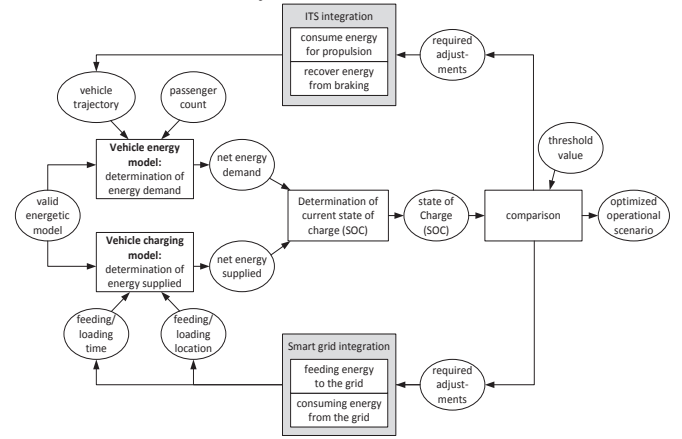 ITS integration
consume energy
for propulsion
recover energy
from braking
required
adjust-
ments
vehicle
trajectory
passenger
count
Vehicle energy
model:
determination of
energy demand
net energy
demand
threshold
value
valid
energetic
model
Determination of
current state of
charge (SOC)
state of
Charge
(SOC)
comparison
optimized
operational
scenario
Vehicle charging
model:
determination of
energy supplied
net energy
supplied
feeding/
loading
time
feeding/
loading
location
Smart grid integration
feeding energy
to the grid
consuming energy
from the grid
required
adjust-
ments